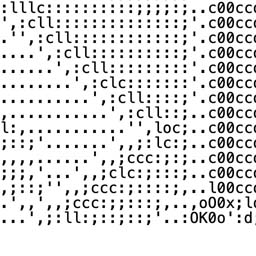 :lllc:::::::::;;;;:;..c00ccc
',:cll:::::::::::::;'.c00ccc
.'',:cll:::::::::::;'.c00ccc
....',:cll:::::::::;'.c00ccc
......',:cll:::::::::'.c00ccc
........',:clc:::::::'.c00ccc
..........',:cll::::;'.c00ccc
,...........',:cll::;'.c00ccc
l:,...........'',loc;..c00ccc
;::;'.......',,;:lc:;..c00ccc
,,,,,......',,;ccc:;:;..c00ccc
;;;,'...',,;clc:;:::;..c00ccc
,;::;'',,;ccc:;::::;,..l00ccc
.',',,;ccc:;;:::;,..,oO0x;lc
...',;:ll:;::;::;'..:OK0o':d;